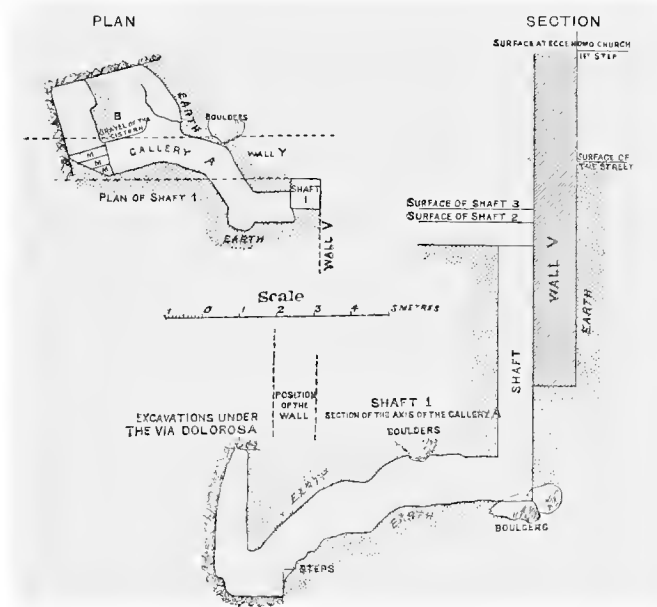 PLAN
SECTION
SURFACE AT ECCE HOMO CHURCH
1ST STEP
B
GRAVEL OF THE
CISTERN
EARTH
BOULDERS
M
M
M
GALLERY A
WALL Y
PLAN OF SHAFT 1
SHAFT
1
EARTH
WALL V
SURFACE OF
THE STREET
SURFACE OF SHAFT 3
SURFACE OF SHAFT 2
WALL V
EARTH
SHAFT
Scale
1 0 1 2 3 4 5 METRES
POSITION
OF THE
WALL
SHAFT 1
SECTION OF THE AXIS OF THE GALLERY A
BOULDERS
EXCAVATIONS UNDER
THE VIA DOLOROSA
EARTH
EARTH
STEPS
BOULDERS